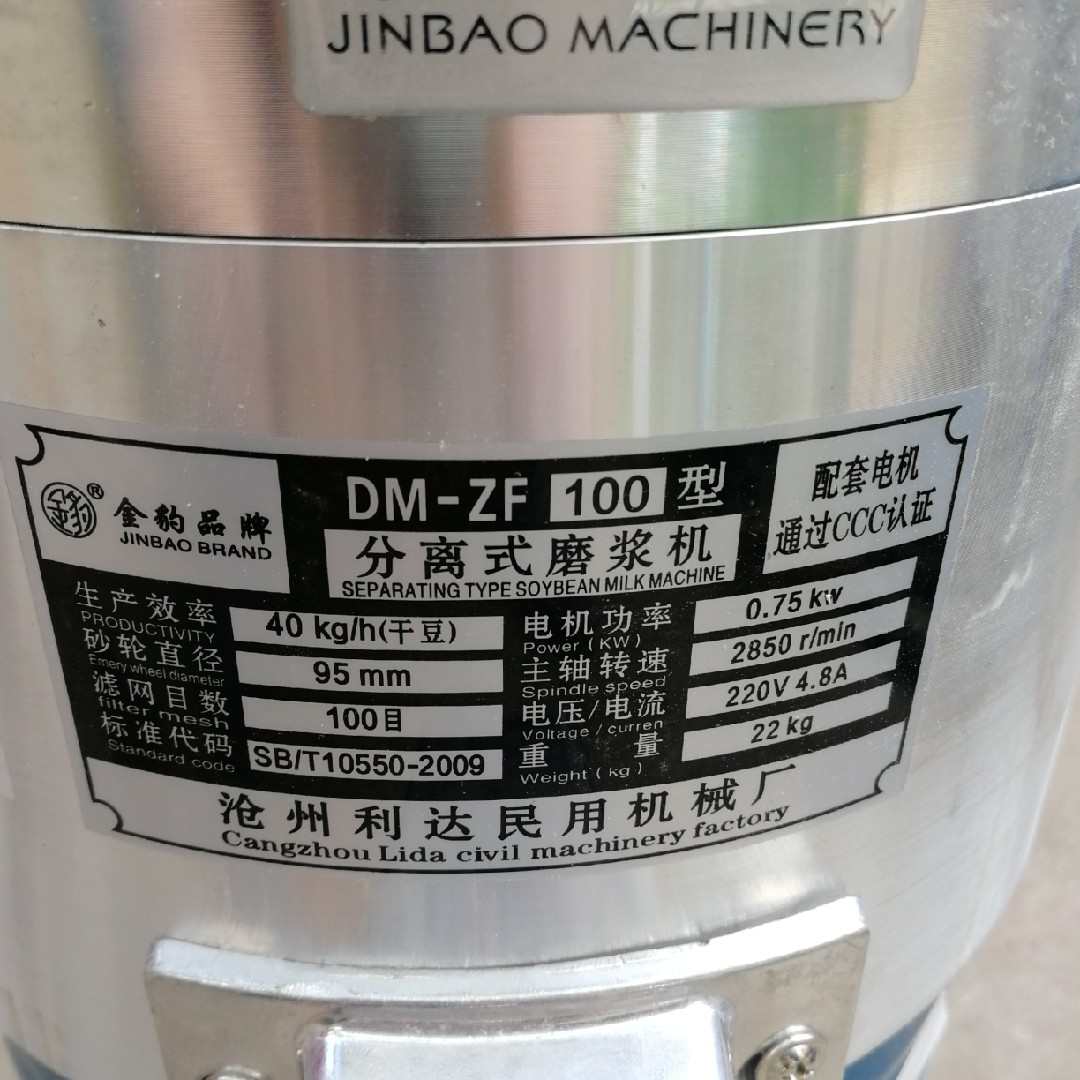 JINBAO MACHINERY
金豹品牌
JINBAO BRAND
DM-ZF 100 型
分离式磨浆机
SEPARATING TYPE SOYBEAN MILK MACHINE
配套电机
通过CCC认证
生产效率 40 kg/h(干豆)
PRODUCTIVITY
砂轮直径 95 mm
Emery wheel diameter
滤网目数 100目
filter mesh
标准代码 SB/T10550-2009
Standard code
电机功率 0.75 kw
Power (KW)
主轴转速 2850 r/min
Spindle speed
电压/电流 220V 4.8A
Voltage / curren
重量 22 kg
Weight (kg)
沧州利达民用机械厂
Cangzhou Lida civil machinery factory